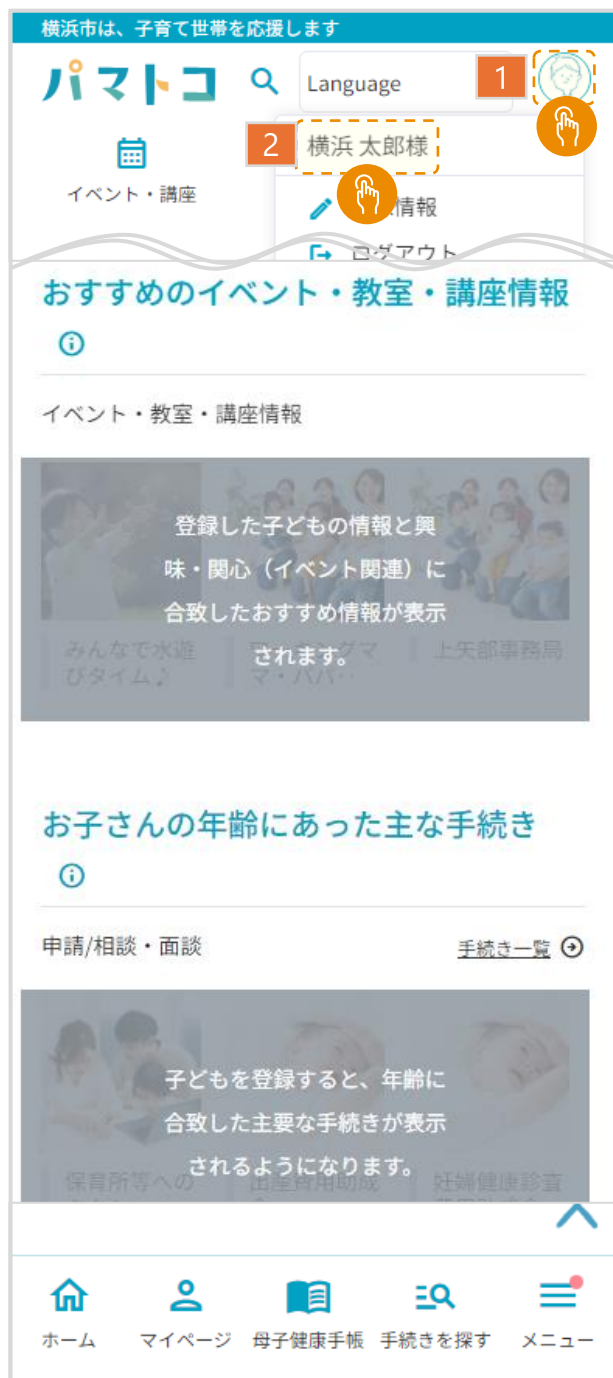 横浜市は、子育て世帯を応援します
パマトコ
Language
1
2
横浜 太郎様
イベント・講座
情報
ログアウト
おすすめのイベント・教室・講座情報
イベント・教室・講座情報
登録した子どもの情報と興
味・関心（イベント関連）に
合致したおすすめ情報が表示
されます。
みんなで水遊
びタイム♪
マ・パパ‥
上矢部事務局
お子さんの年齢にあった主な手続き
申請/相談・面談
手続き一覧
子どもを登録すると、年齢に
合致した主要な手続きが表示
されるようになります。
保育所等への
出産費用助成
妊婦健康診査
ホーム
マイページ
母子健康手帳
手続きを探す
メニュー